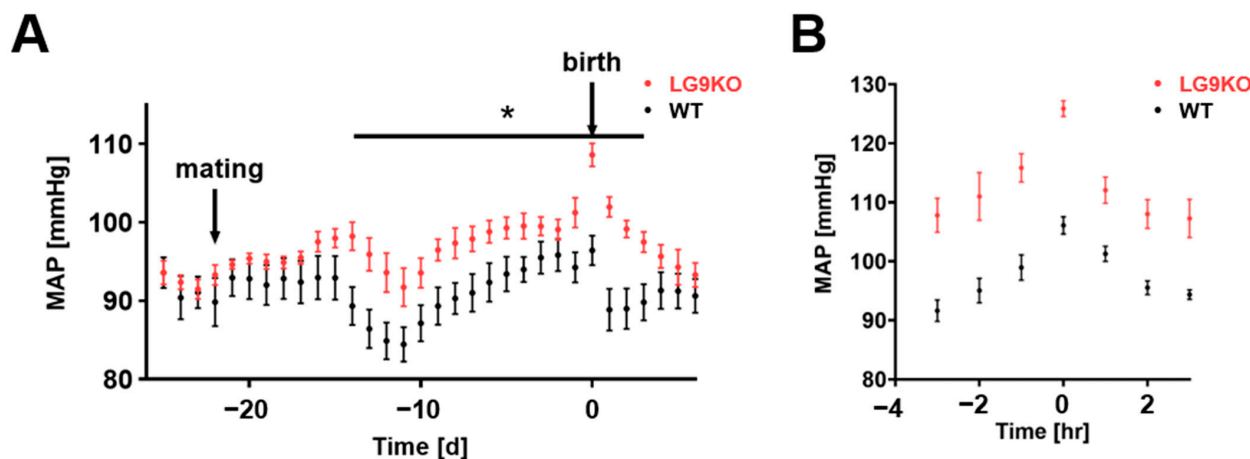 A
mating
birth
*
LG9KO
WT
MAP [mmHg]
110
100
90
80
−20
−10
0
Time [d]
B
LG9KO
WT
MAP [mmHg]
130
120
110
100
90
80
−4
−2
0
2
Time [hr]